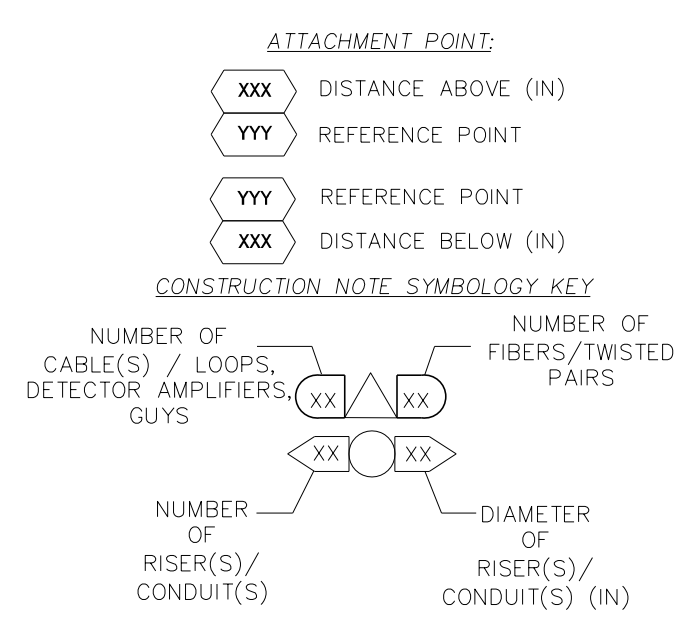 ATTACHMENT POINT:
XXX DISTANCE ABOVE (IN)
YYY REFERENCE POINT
YYY REFERENCE POINT
XXX DISTANCE BELOW (IN)
CONSTRUCTION NOTE SYMBOLOGY KEY
NUMBER OF
CABLE(S) / LOOPS,
DETECTOR AMPLIFIERS,
GUYS
NUMBER OF
FIBERS/TWISTED
PAIRS
XX XX
XX XX
NUMBER
OF
RISER(S)/
CONDUIT(S)
DIAMETER
OF
RISER(S)/
CONDUIT(S) (IN)